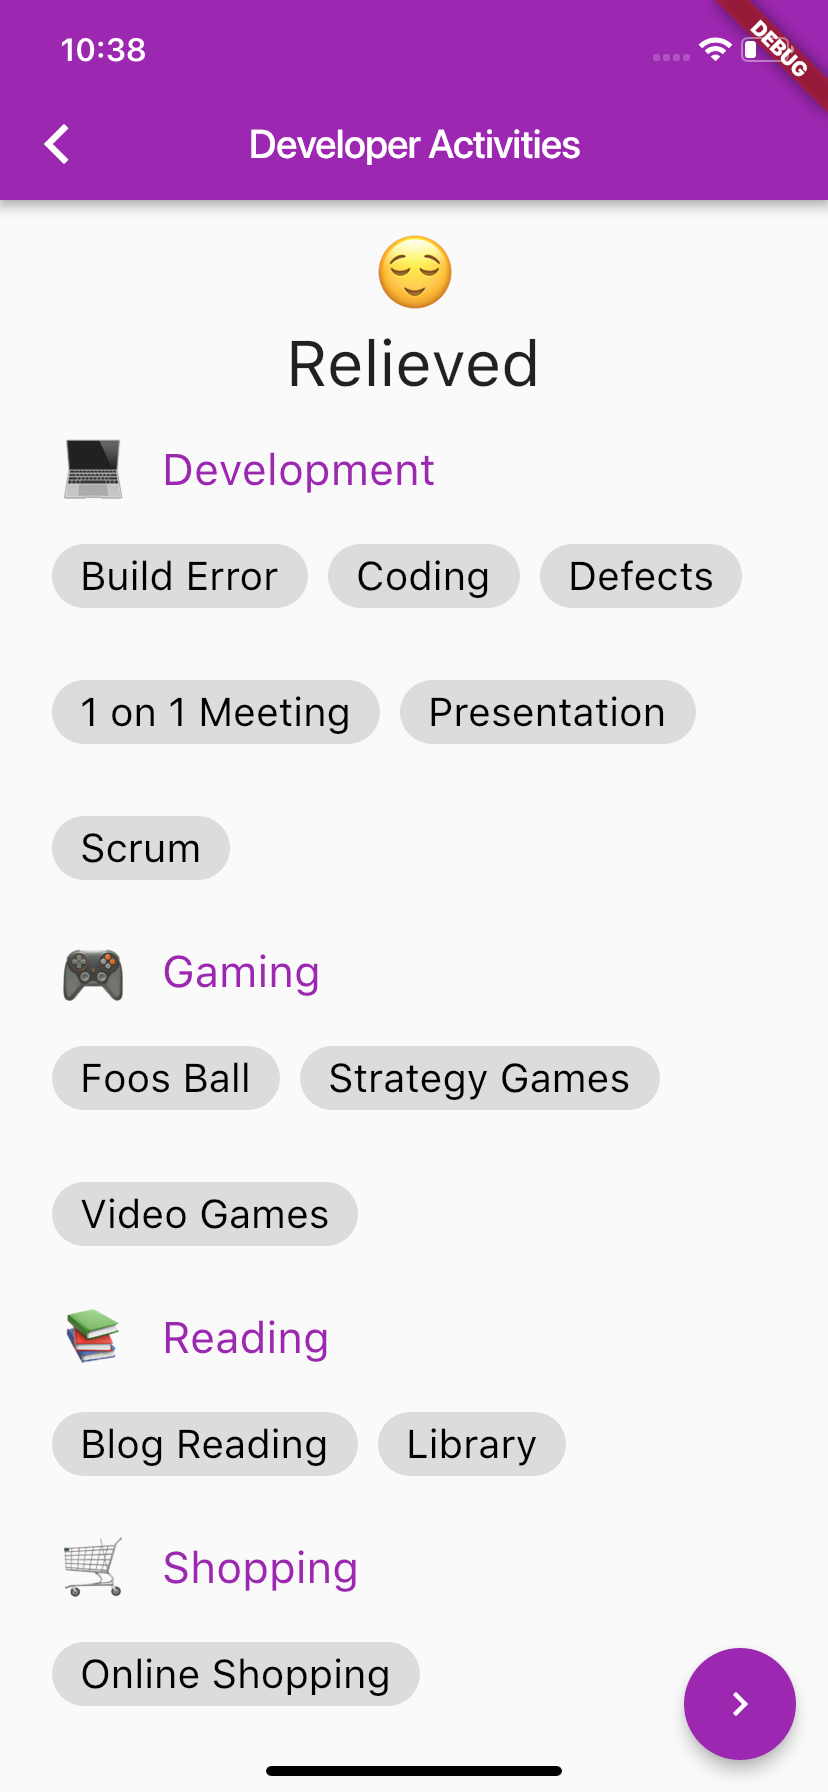 10:38
DEBUG
Developer Activities
Relieved
Development
Build Error Coding Defects
1 on 1 Meeting Presentation
Scrum
Gaming
Foos Ball Strategy Games
Video Games
Reading
Blog Reading Library
Shopping
Online Shopping